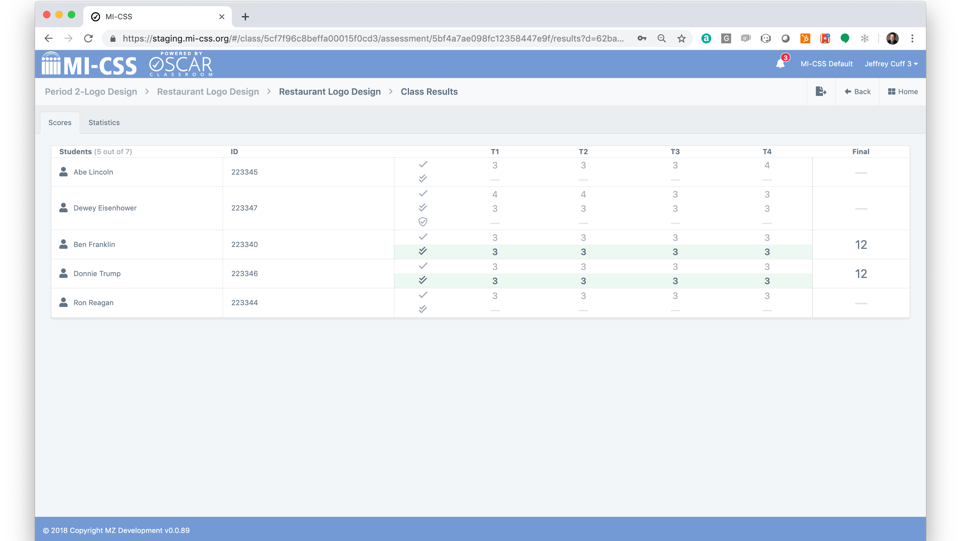 MI-CSS
https://staging.mi-css.org/#/class/5cf7f96c8beffa00015f0cd3/assessment/5bf4a7ae098fc12358447e9f/results?d=62ba...
MI-CSS
POWERED BY
OSCAR
CLASSROOM
3
MI-CSS Default
Jeffrey Cuff 3
Period 2-Logo Design > Restaurant Logo Design > Restaurant Logo Design > Class Results
Back
Home
Scores
Statistics
Students (5 out of 7) ID T1 T2 T3 T4 Final
Abe Lincoln 223345
3 3 3 4
— — — — —
Dewey Eisenhower 223347
4 4 3 3
3 3 3 3 —
— — — —
Ben Franklin 223340
3 3 3 3
3 3 3 3
12
Donnie Trump 223346
3 3 3 3
3 3 3 3
12
Ron Reagan 223344
3 3 3 3
— — — — —
© 2018 Copyright MZ Development v0.0.89